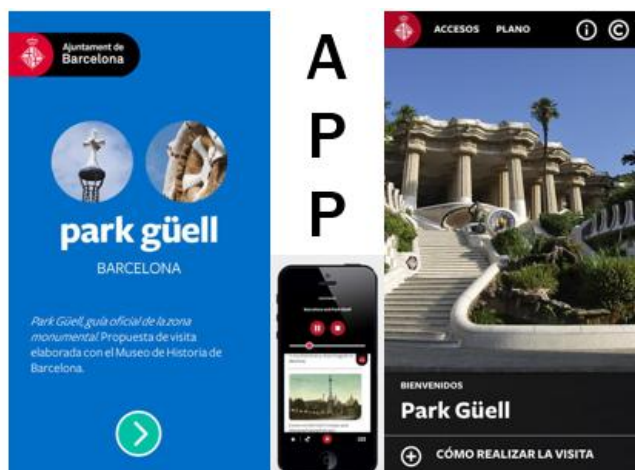 Ajuntament de
Barcelona
park güell
BARCELONA
Park Güell, guía oficial de la zona
monumental. Propuesta de visita
elaborada con el Museo de Historia de
Barcelona.
A
P
P
ACCESOS PLANO
BIENVENIDOS
Park Güell
CÓMO REALIZAR LA VISITA